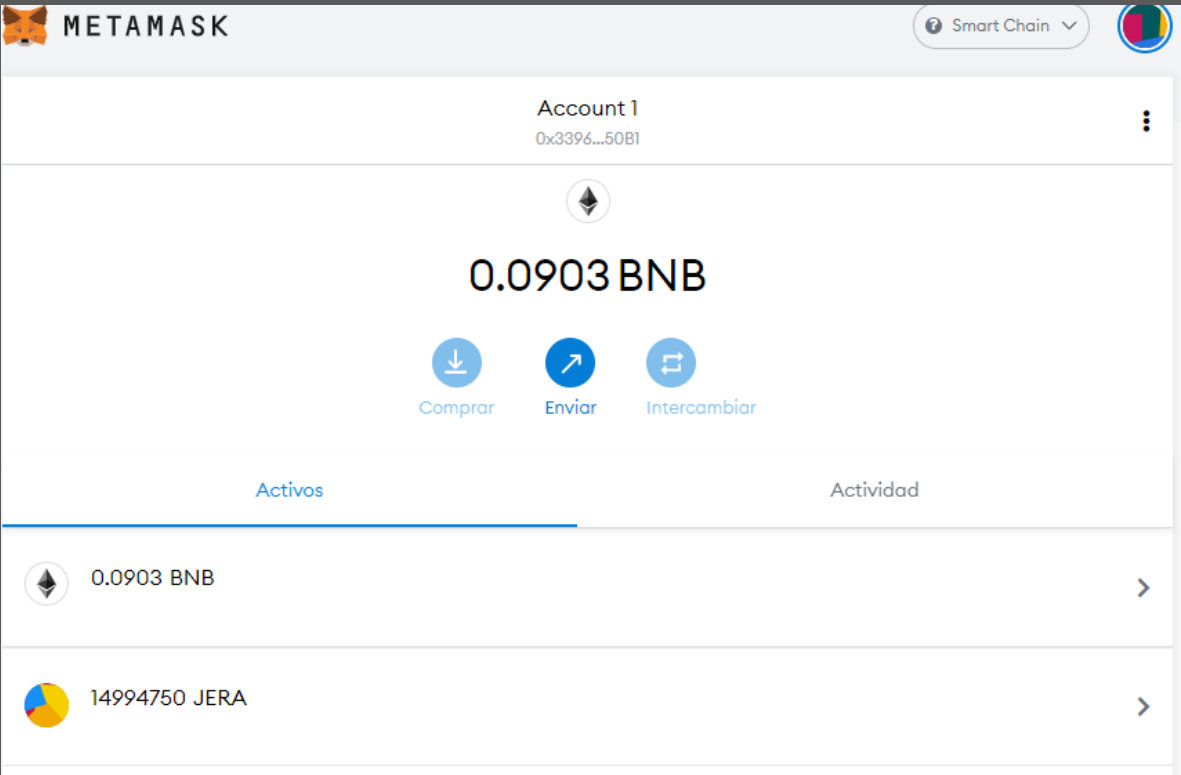 METAMASK
Smart Chain
Account 1
0x3396...50B1
0.0903 BNB
Comprar
Enviar
Intercambiar
Activos
Actividad
0.0903 BNB
14994750 JERA